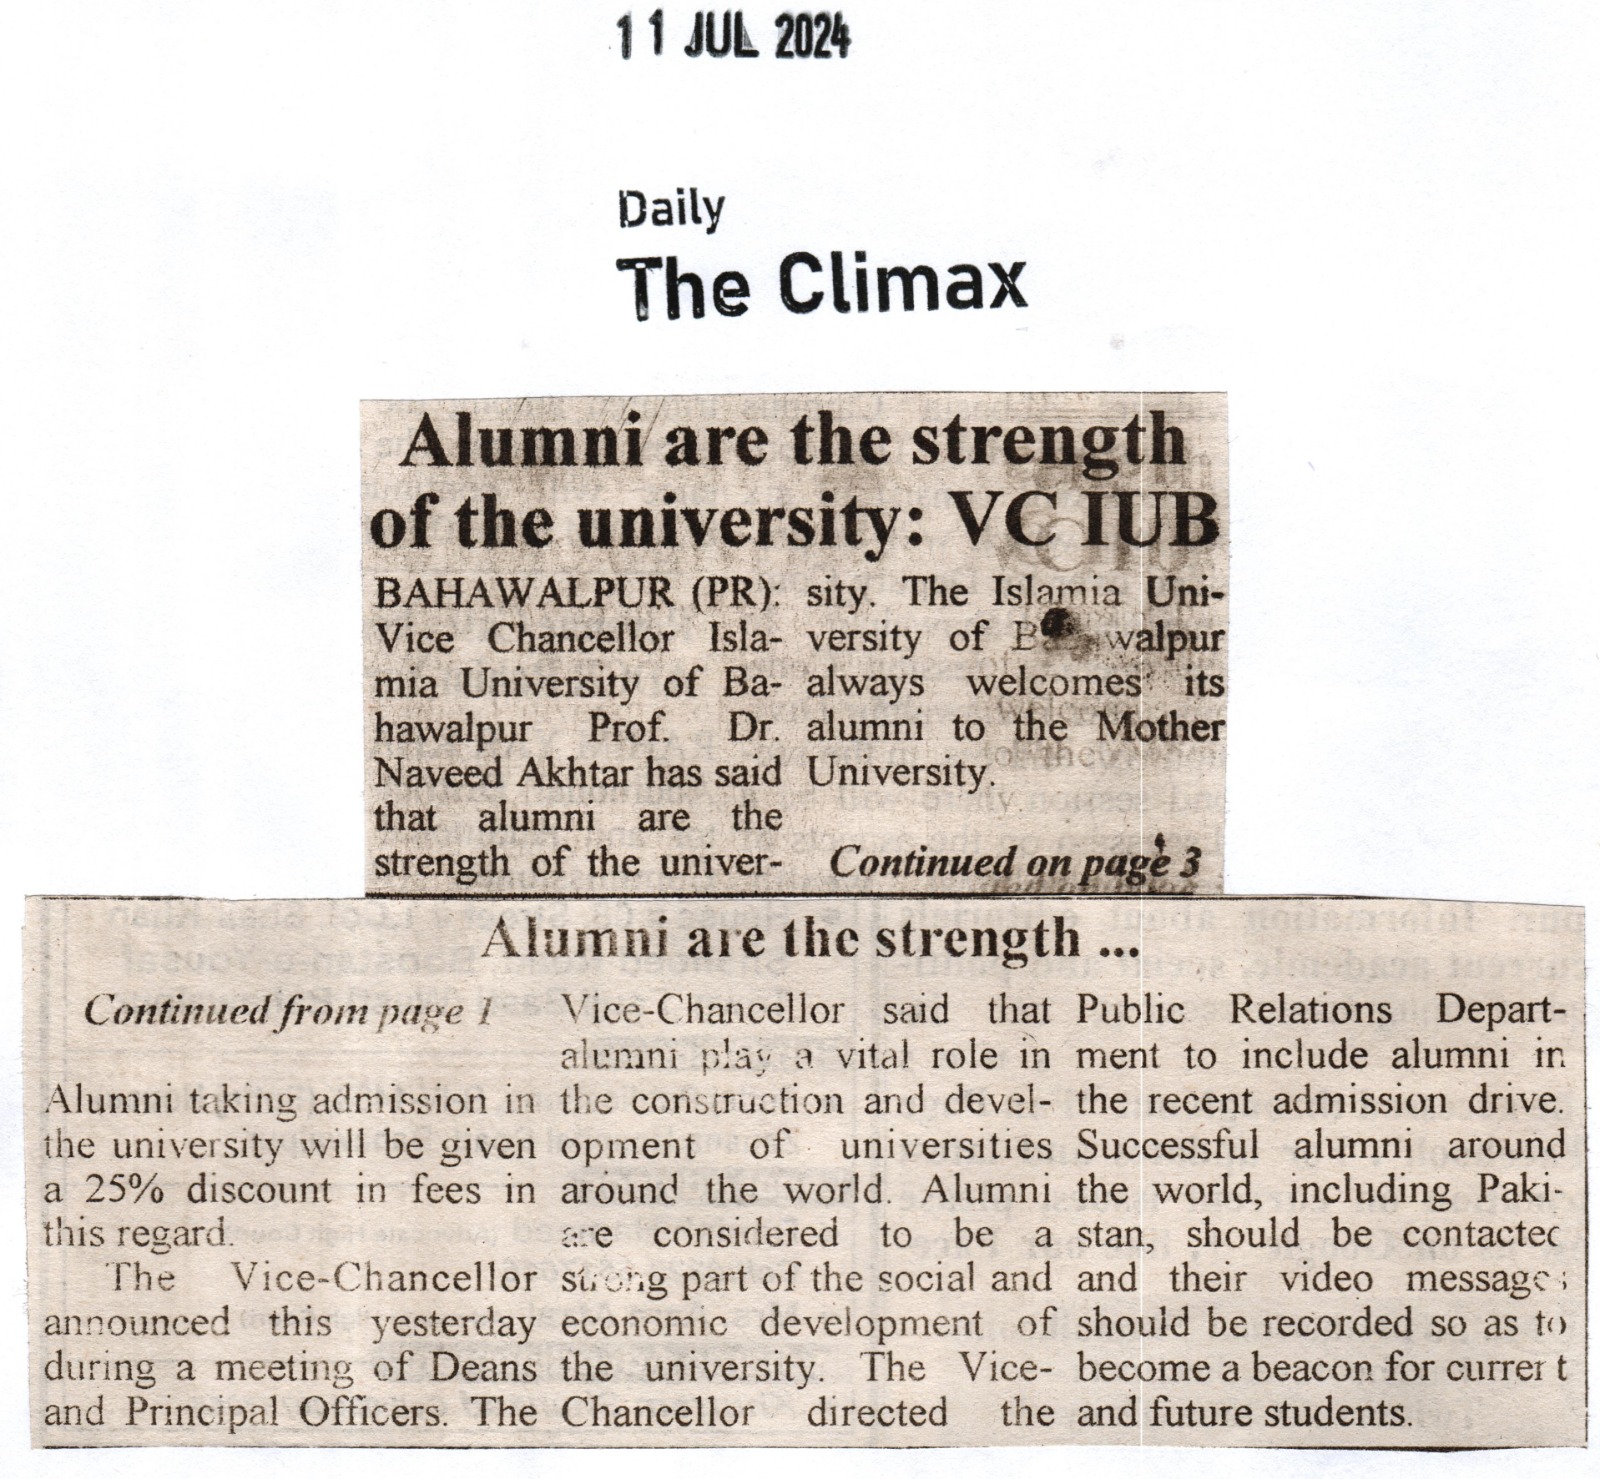 11 JUL 2024
Daily
The Climax
Alumni are the strength
of the university: VC IUB
BAHAWALPUR (PR):
Vice Chancellor Isla-
mia University of Ba-
hawalpur Prof. Dr.
Naveed Akhtar has said
that alumni are the
strength of the univer-
sity. The Islamia Uni-
versity of Bahawalpur
always welcomes its
alumni to the Mother
University.
Continued on page 3
Alumni are the strength ...
Continued from page 1
Alumni taking admission in
the university will be given
a 25% discount in fees in
this regard.
The Vice-Chancellor
announced this yesterday
during a meeting of Deans
and Principal Officers. The
Vice-Chancellor said that
alumni play a vital role in
the construction and devel-
opment of universities
around the world. Alumni
are considered to be a
strong part of the social and
economic development of
the university. The Vice-
Chancellor directed the
Public Relations Depart-
ment to include alumni in
the recent admission drive.
Successful alumni around
the world, including Paki-
stan, should be contacted
and their video messages
should be recorded so as to
become a beacon for current
and future students.